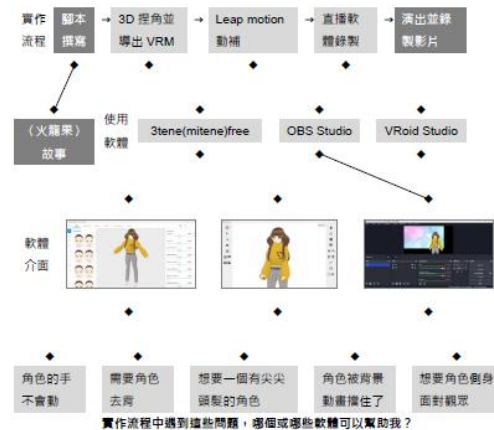 實作
流程
腳本
撰寫
→
3D 捏角並
導出 VRM
→
Leap motion
動補
→
直播軟
體錄製
→
演出並錄
製影片
（火龍果）
故事
使用
軟體
3tene(mitene)free
OBS Studio
VRoid Studio
軟體
介面
角色的手
不會動
需要角色
去背
想要一個有尖尖
頭髮的角色
角色被背景
動畫擋住了
想要角色側身
面對觀眾
實作流程中遇到這些問題，哪個或哪些軟體可以幫助我？